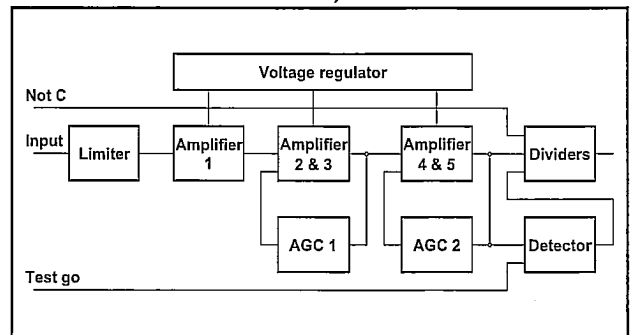 Voltage regulator
Not C
Input
Limiter
Amplifier
1
Amplifier
2 & 3
Amplifier
4 & 5
Dividers
AGC 1
AGC 2
Detector
Test go